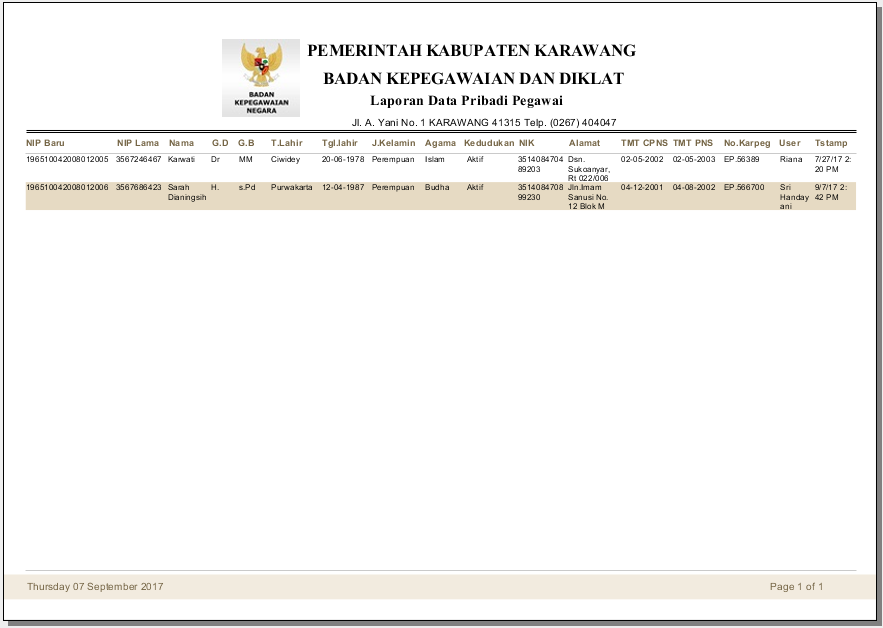 BADAN
KEPEGAWAIAN
NEGARA
PEMERINTAH KABUPATEN KARAWANG
BADAN KEPEGAWAIAN DAN DIKLAT
Laporan Data Pribadi Pegawai
Jl. A. Yani No. 1 KARAWANG 41315 Telp. (0267) 404047
NIP Baru NIP Lama Nama G.D G.B T.Lahir Tgl.lahir J.Kelamin Agama Kedudukan NIK Alamat TMT CPNS TMT PNS No.Karpeg User Tstamp
196510042008012005 3567246467 Karwati Dr MM Ciwidey 20-06-1978 Perempuan Islam Aktif 3514084704 Dsn. 02-05-2002 02-05-2003 EP.56389 Riana 7/27/17 2:
89203 Sukoanyar, 20 PM
Rt 022/006
196510042008012006 3567686423 Sarah H. s.Pd Purwakarta 12-04-1987 Perempuan Budha Aktif 3514084708 Jln.Imam 04-12-2001 04-08-2002 EP.566700 Sri 9/7/17 2:
Dianingsih 99230 Sanusi No. Handay 42 PM
12 Blok M ani
Thursday 07 September 2017 Page 1 of 1